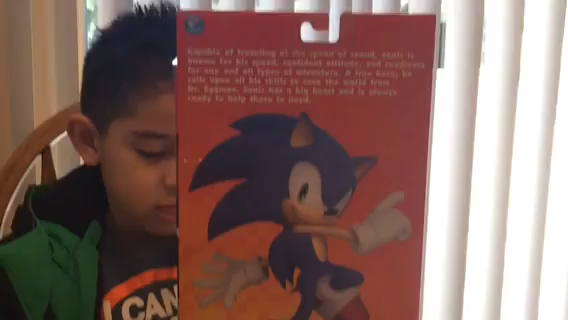 Capable of traveling at the speed of sound, Sonic is
known for his speed, confident attitude, and readiness
for any and all types of adventure. A true hero, he
calls upon all his skills to save the world from
Dr. Eggman. Sonic has a big heart and is always
ready to help those in need.
I CAN